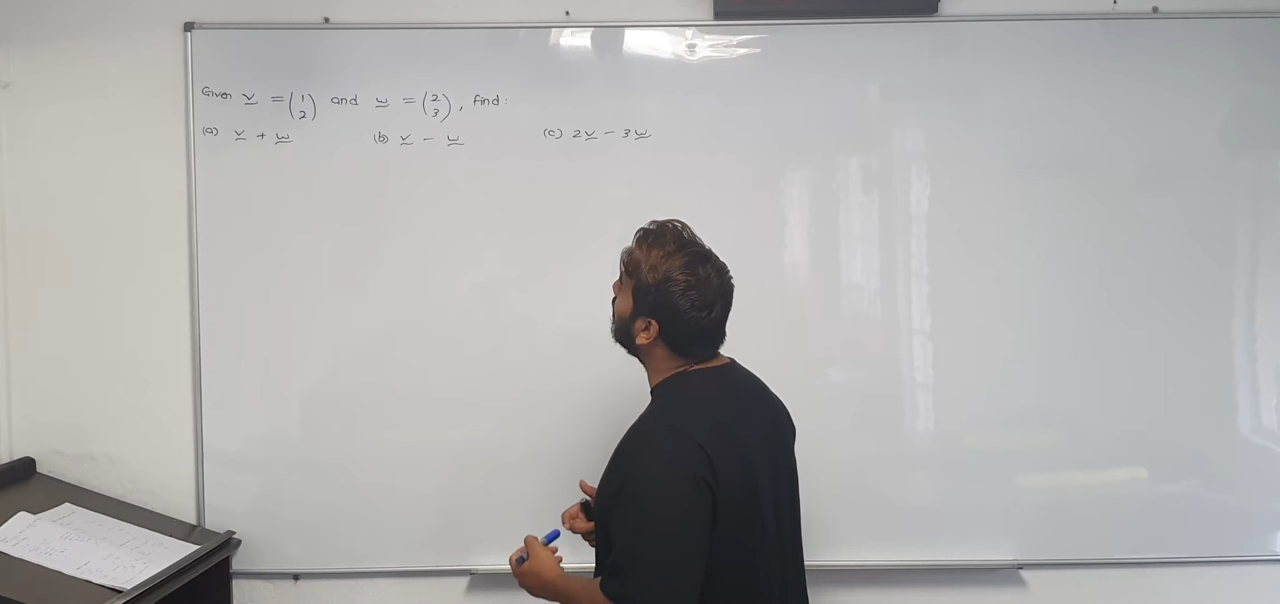 Given v = (1 2) and w = (2 3), find:
(a) v + w (b) v - w (c) 2v - 3w